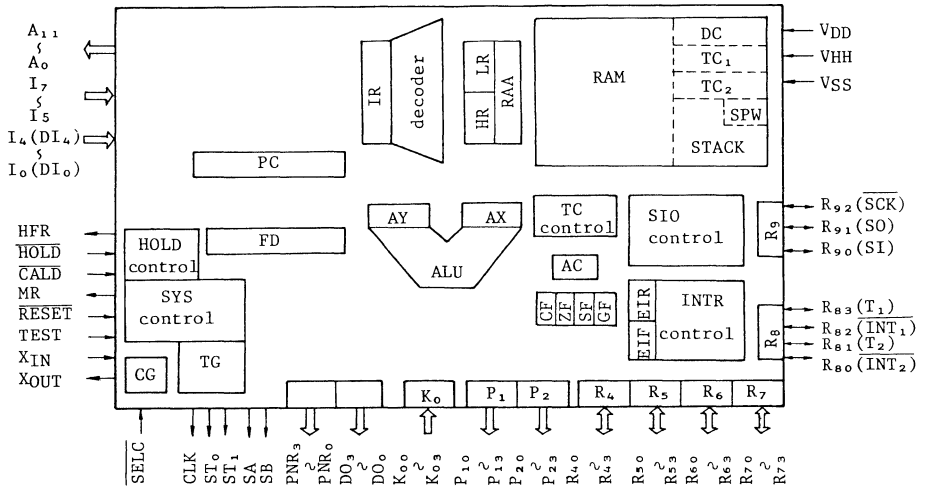 A₁₁
~
A₀
I₇
~
I₅
I₄(DI₄)
~
I₀(DI₀)
HFR
HOLD
CALD
MR
RESET
TEST
XIN
XOUT
IR
decoder
HR
LR
RAA
RAM
DC
TC₁
TC₂
SPW
STACK
PC
FD
AY
AX
ALU
TC
control
AC
CF
ZF
SF
GF
SIO
control
EIF
EIR
INTR
control
HOLD
control
SYS
control
CG
TG
K₀
P₁
P₂
R₄
R₅
R₆
R₇
R₉
R₈
VDD
VHH
VSS
R₉₂(SCK)
R₉₁(SO)
R₉₀(SI)
R₈₃(T₁)
R₈₂(INT₁)
R₈₁(T₂)
R₈₀(INT₂)
SELC
CLK
ST₀
ST₁
SA
SB
PNR₃
~
PNR₀
DO₃
~
DO₀
K₀₀
~
K₀₃
P₁₀
~
P₁₃
P₂₀
~
P₂₃
R₄₀
~
R₄₃
R₅₀
~
R₅₃
R₆₀
~
R₆₃
R₇₀
~
R₇₃